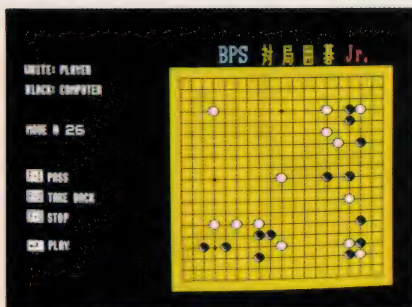 BPS 対局囲碁 Jr.
WHITE: PLAYER
BLACK: COMPUTER
MOVE # 26
PASS
TAKE BACK
STOP
PLAY